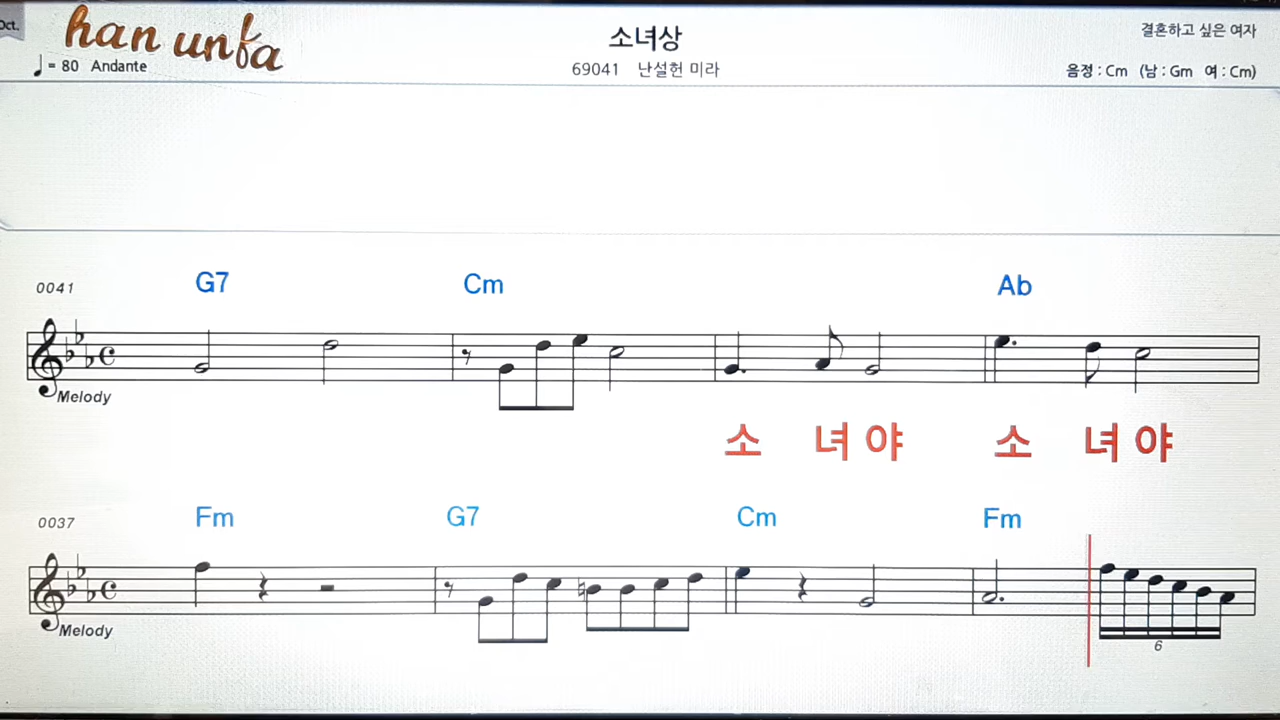 Oct.
han unfa
소녀상
결혼하고 싶은 여자
♩ = 80 Andante
69041 난설헌 미라
음정 : Cm (남 : Gm 여 : Cm)
G7 Cm Ab
0041
Melody
소 녀 야 소 녀 야
Fm G7 Cm Fm
0037
Melody
6